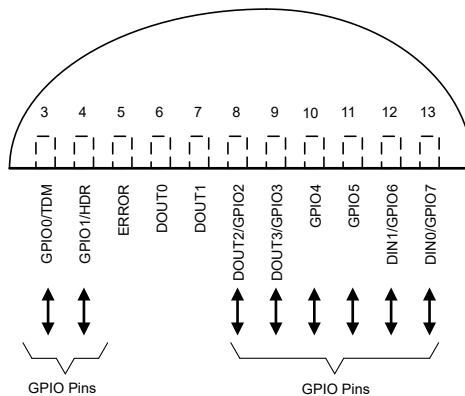 3 4 5 6 7 8 9 10 11 12 13
GPIO0/TDM
GPIO1/HDR
ERROR
DOUT0
DOUT1
DOUT2/GPIO2
DOUT3/GPIO3
GPIO4
GPIO5
DIN1/GPIO6
DIN0/GPIO7
GPIO Pins
GPIO Pins